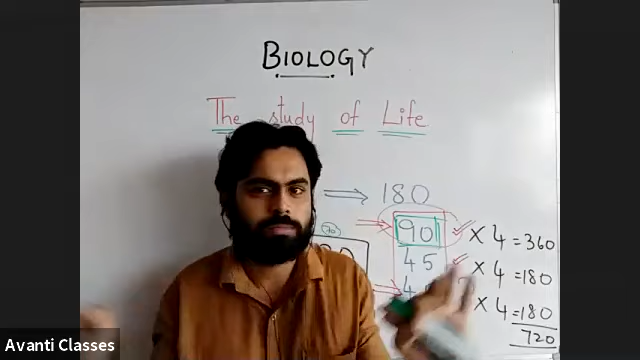 BIOLOGY
The study of Life
⇒ 180
90 × 4 = 360
45 × 4 = 180
× 4 = 180
720
Avanti Classes